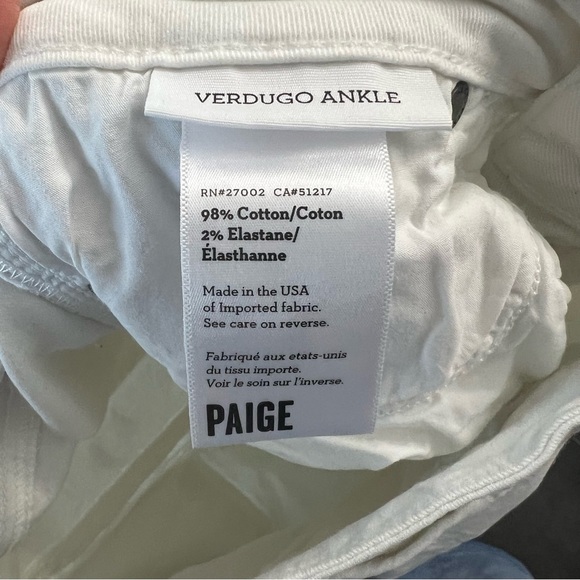 VERDUGO ANKLE
RN#27002 CA#51217
98% Cotton/Coton
2% Elastane/
Élasthanne
Made in the USA
of Imported fabric.
See care on reverse.
Fabriqué aux etats-unis
du tissu importe.
Voir le soin sur l'inverse.
PAIGE